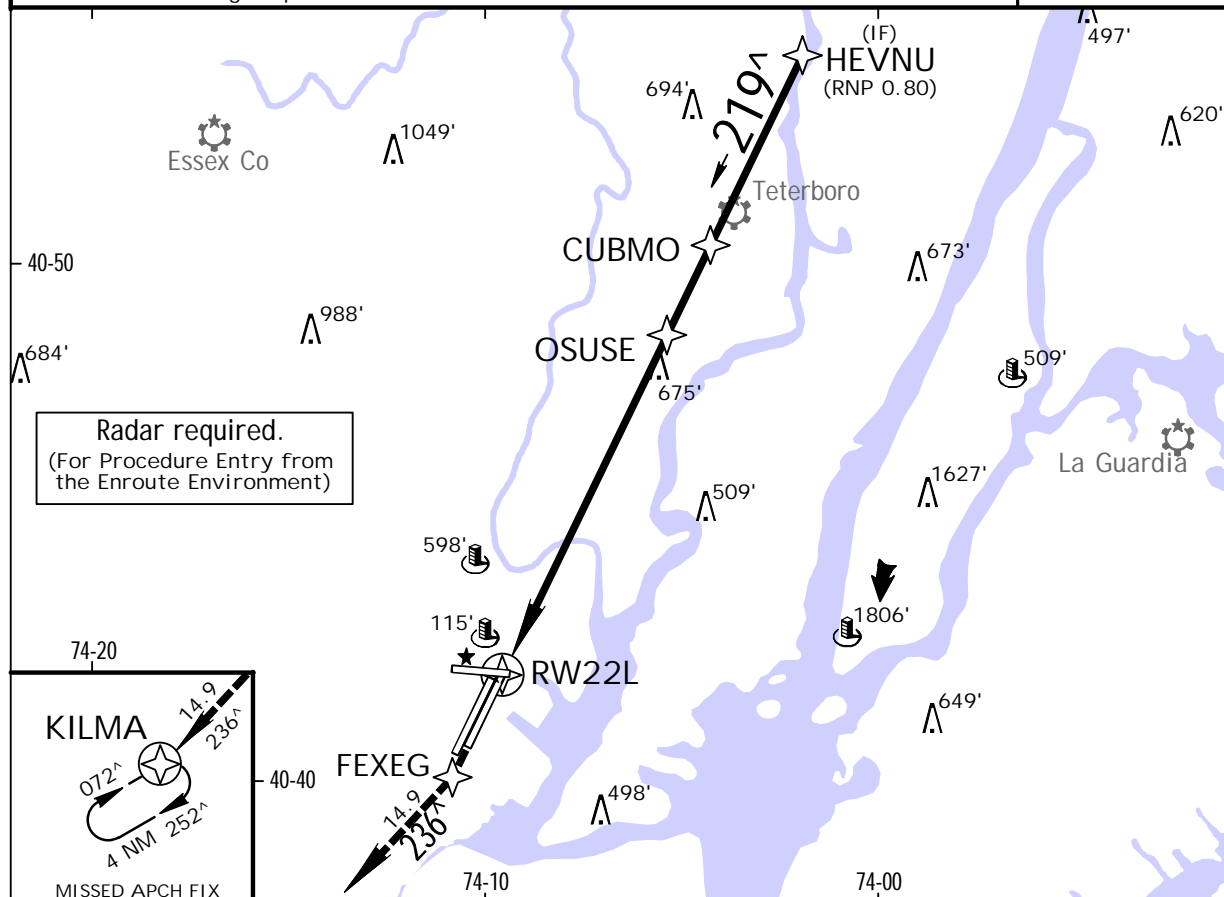 (IF)
HEVNU
(RNP 0.80)
497'
694'
219^
620'
1049'
Essex Co
Teterboro
CUBMO
40-50
673'
988'
OSUSE
684'
675'
509'
Radar required.
(For Procedure Entry from
the Enroute Environment)
La Guardia
1627'
509'
598'
115'
1806'
74-20
RW22L
14.9
236^
KILMA
649'
072^
FEXEG
40-40
252^
4 NM
14.9
236^
498'
MISSED APCH FIX
74-10
74-00